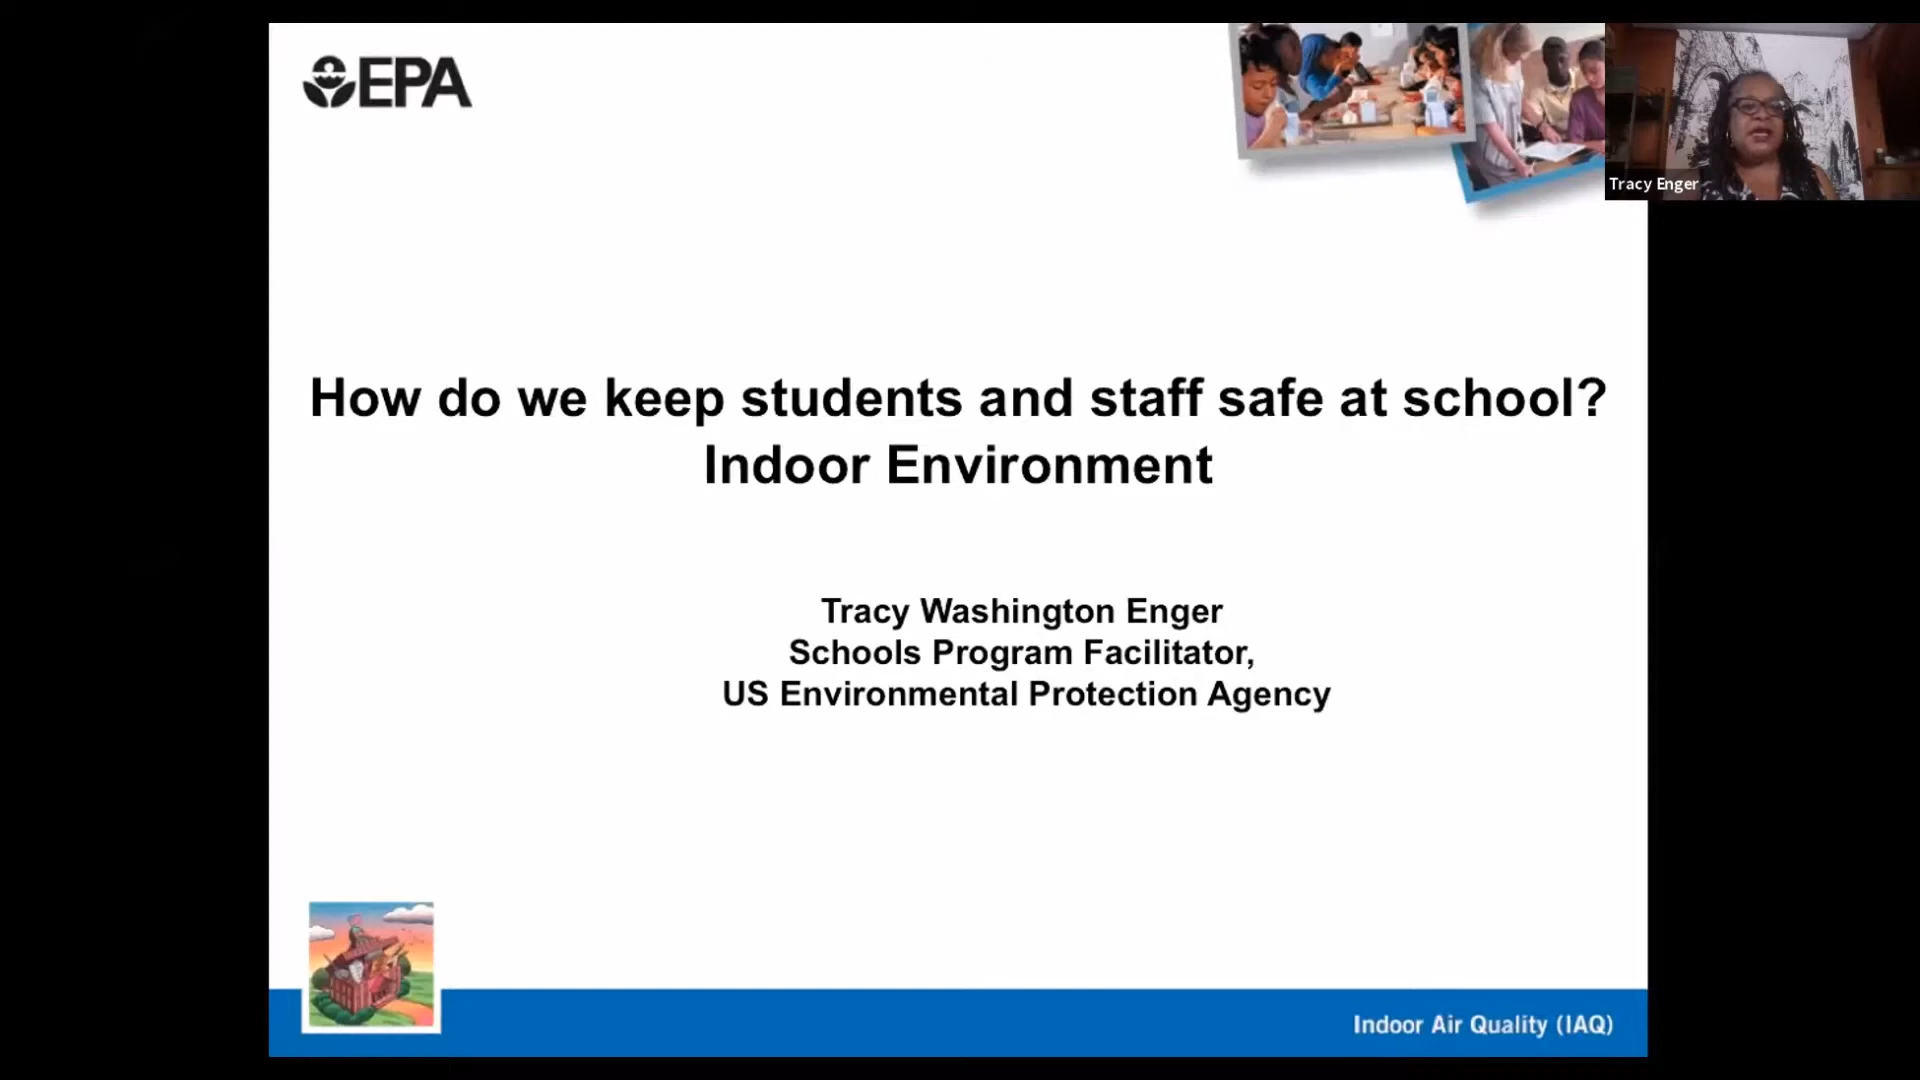 EPA
Tracy Enger
How do we keep students and staff safe at school?
Indoor Environment
Tracy Washington Enger
Schools Program Facilitator,
US Environmental Protection Agency
Indoor Air Quality (IAQ)